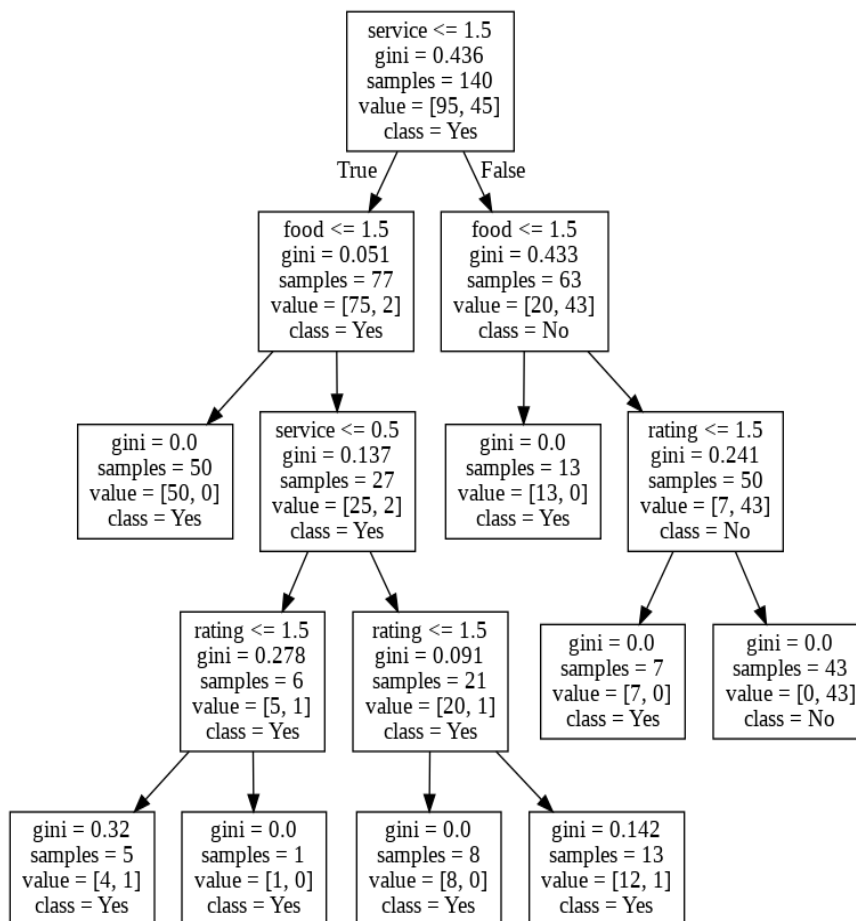 service <= 1.5
gini = 0.436
samples = 140
value = [95, 45]
class = Yes
True
False
food <= 1.5
gini = 0.051
samples = 77
value = [75, 2]
class = Yes
food <= 1.5
gini = 0.433
samples = 63
value = [20, 43]
class = No
gini = 0.0
samples = 50
value = [50, 0]
class = Yes
service <= 0.5
gini = 0.137
samples = 27
value = [25, 2]
class = Yes
gini = 0.0
samples = 13
value = [13, 0]
class = Yes
rating <= 1.5
gini = 0.241
samples = 50
value = [7, 43]
class = No
rating <= 1.5
gini = 0.278
samples = 6
value = [5, 1]
class = Yes
rating <= 1.5
gini = 0.091
samples = 21
value = [20, 1]
class = Yes
gini = 0.0
samples = 7
value = [7, 0]
class = Yes
gini = 0.0
samples = 43
value = [0, 43]
class = No
gini = 0.32
samples = 5
value = [4, 1]
class = Yes
gini = 0.0
samples = 1
value = [1, 0]
class = Yes
gini = 0.0
samples = 8
value = [8, 0]
class = Yes
gini = 0.142
samples = 13
value = [12, 1]
class = Yes